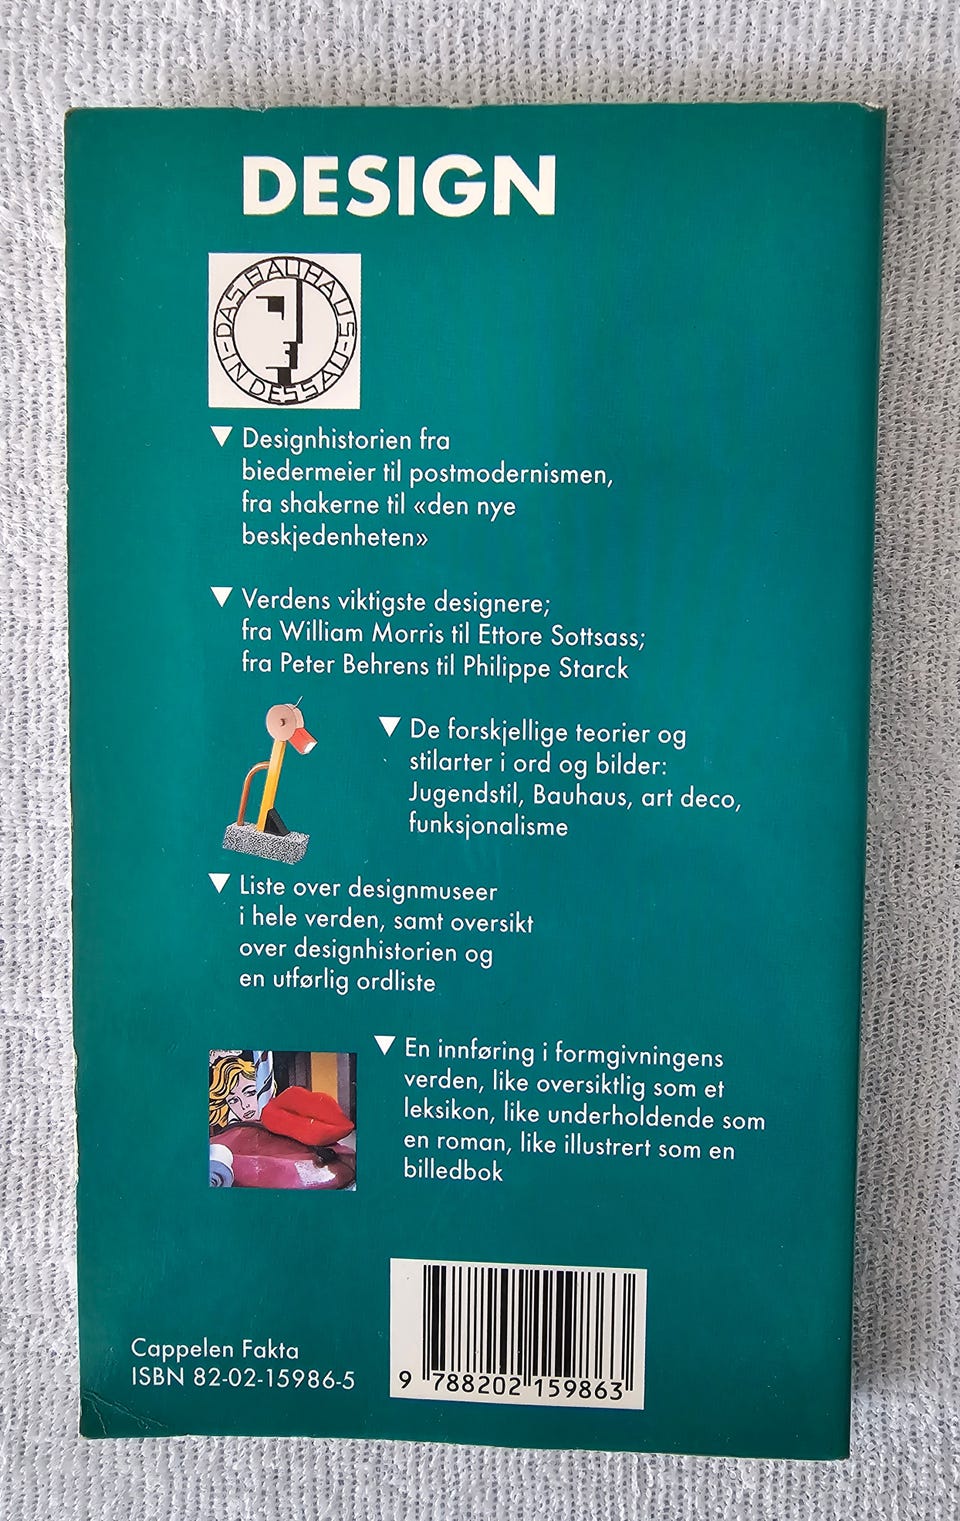 DESIGN
DAS BAUHAUS
IN DESSAU
Designhistorien fra
biedermeier til postmodernismen,
fra shakerne til «den nye
beskjedenheten»
Verdens viktigste designere;
fra William Morris til Ettore Sottsass;
fra Peter Behrens til Philippe Starck
De forskjellige teorier og
stilarter i ord og bilder:
Jugendstil, Bauhaus, art deco,
funksjonalisme
Liste over designmuseer
i hele verden, samt oversikt
over designhistorien og
en utførlig ordliste
En innføring i formgivningens
verden, like oversiktlig som et
leksikon, like underholdende som
en roman, like illustrert som en
billedbok
Cappelen Fakta
ISBN 82-02-15986-5
9 788202 159863